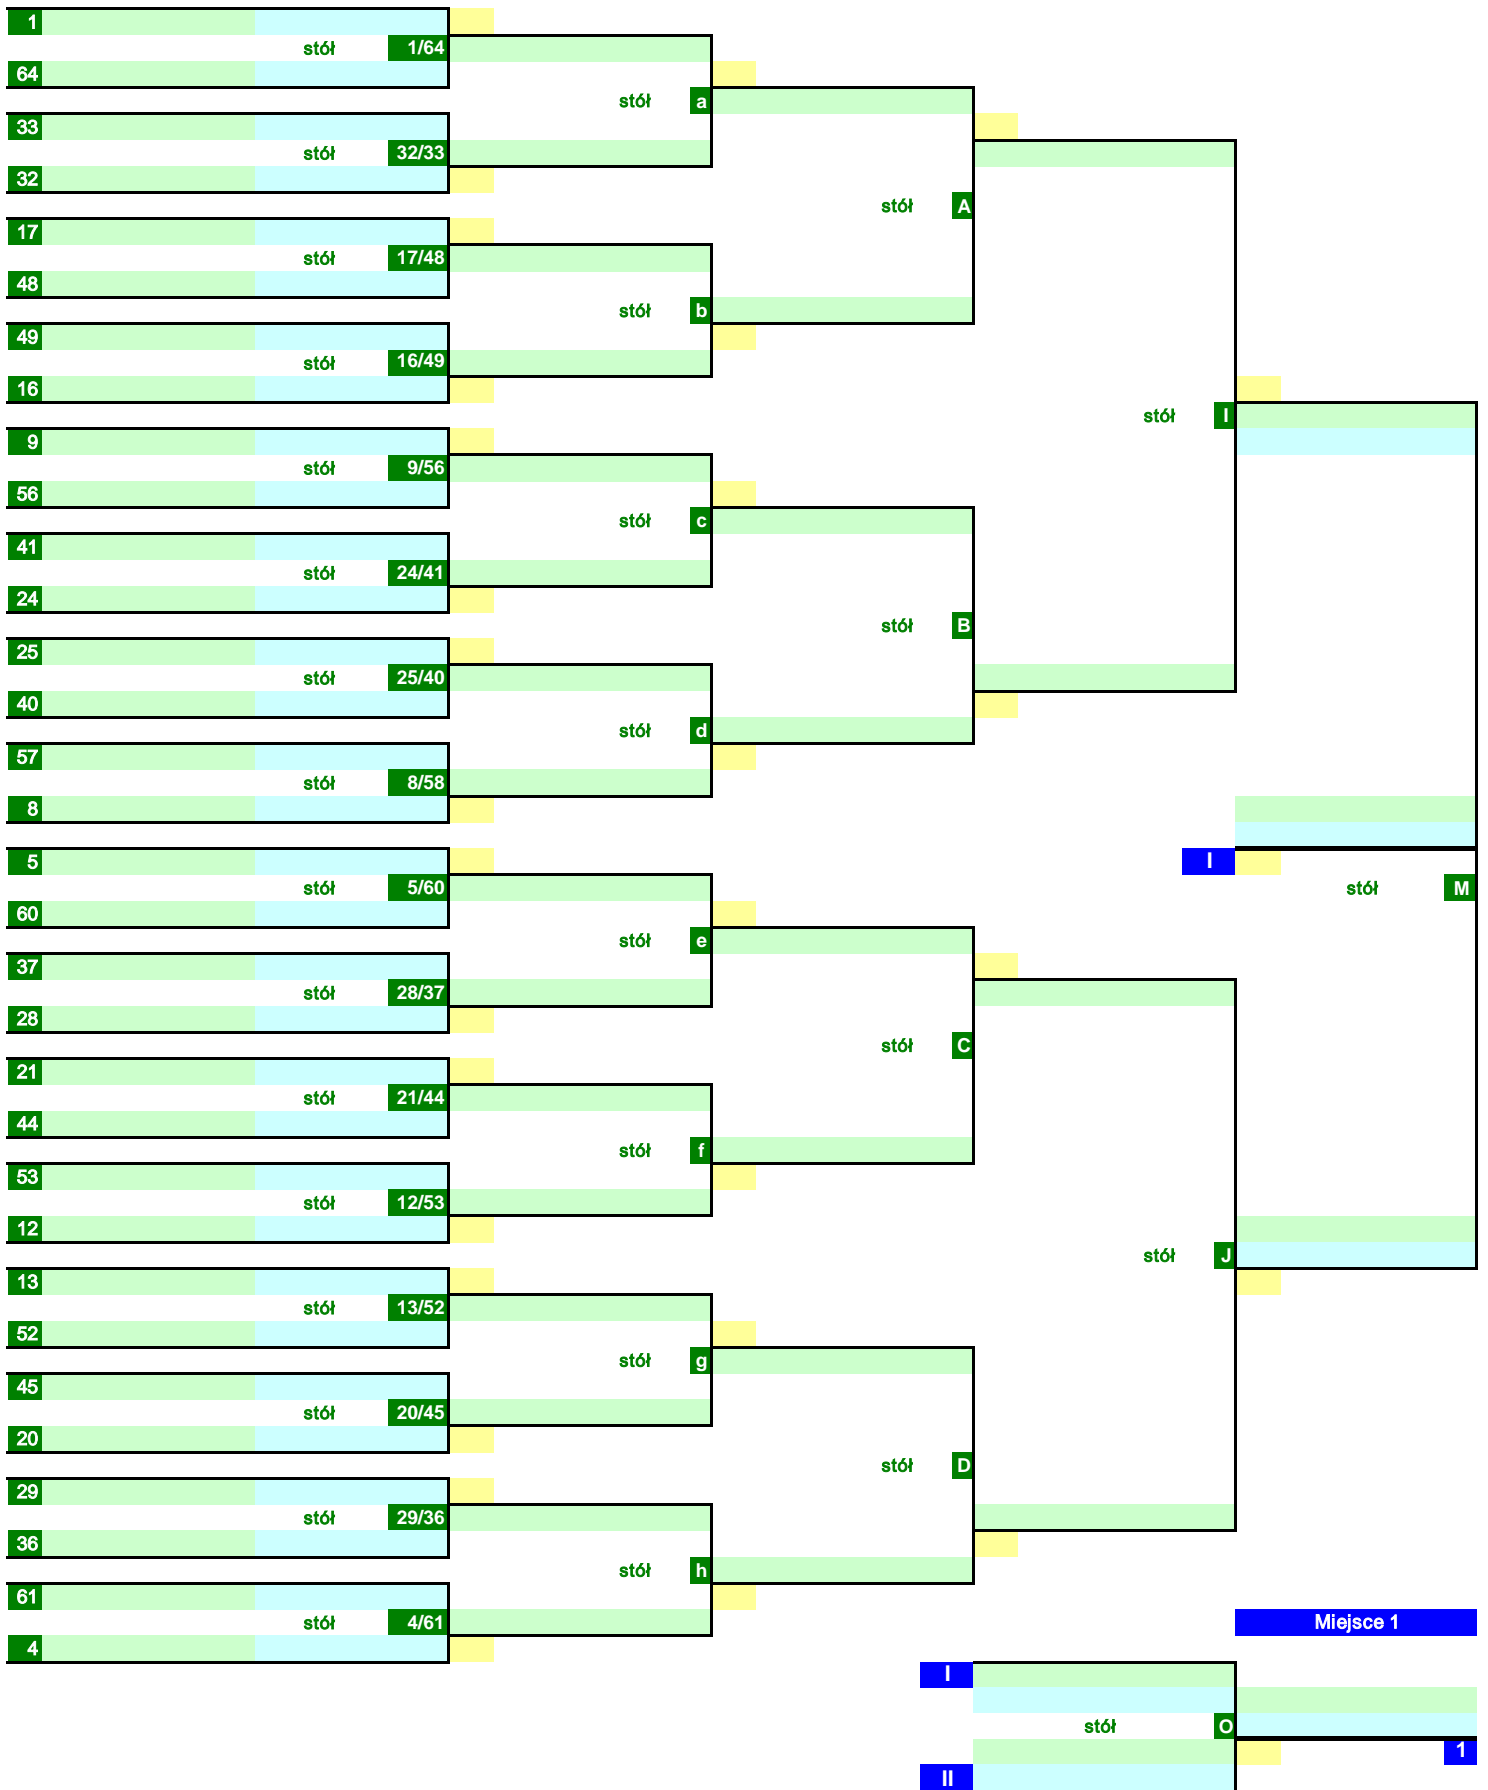 1
stół 1/64
64
stół a
33
stół 32/33
32
stół A
17
stół 17/48
48
stół b
49
stół 16/49
16
stół I
9
stół 9/56
56
stół c
41
stół 24/41
24
stół B
25
stół 25/40
40
stół d
57
stół 8/58
8
I
5
stół 5/60
60
stół M
stół e
37
stół 28/37
28
stół C
21
stół 21/44
44
stół f
53
stół 12/53
12
stół J
13
stół 13/52
52
stół g
45
stół 20/45
20
stół D
29
stół 29/36
36
stół h
61
stół 4/61
Miejsce 1
4
I
stół O
1
II